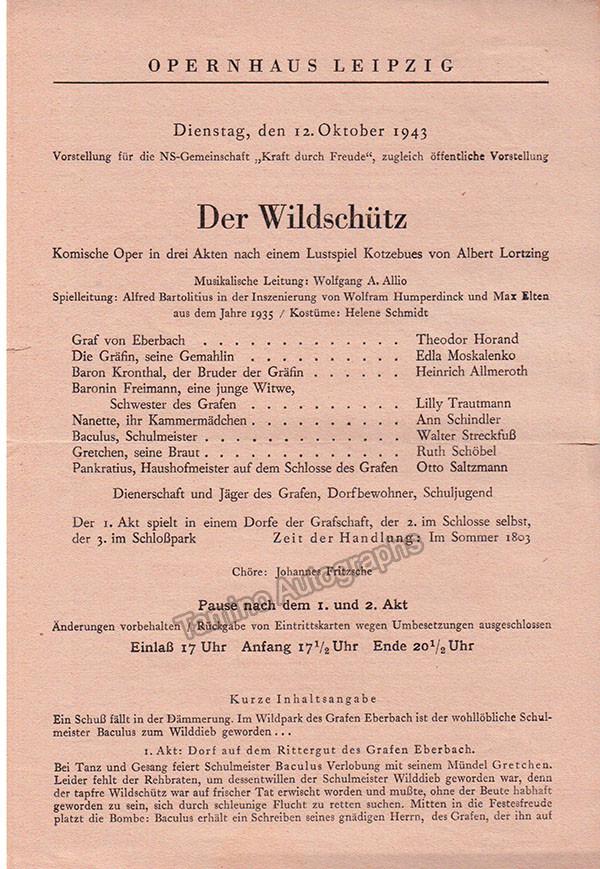 OPERNHAUS LEIPZIG
Dienstag, den 12. Oktober 1943
Vorstellung für die NS-Gemeinschaft „Kraft durch Freude“, zugleich öffentliche Vorstellung
Der Wildschütz
Komische Oper in drei Akten nach einem Lustspiel Kotzebues von Albert Lortzing
Musikalische Leitung: Wolfgang A. Allio
Spielleitung: Alfred Bartolitius in der Inszenierung von Wolfram Humperdinck und Max Elten
aus dem Jahre 1935 / Kostüme: Helene Schmidt
Graf von Eberbach . . . . . . . . . . . . . Theodor Horand
Die Gräfin, seine Gemahlin . . . . . . . . . . Edla Moskalenko
Baron Kronthal, der Bruder der Gräfin . . . . . . Heinrich Allmeroth
Baronin Freimann, eine junge Witwe,
Schwester des Grafen . . . . . . . . . . Lilly Trautmann
Nanette, ihr Kammermädchen . . . . . . . . . Ann Schindler
Baculus, Schulmeister . . . . . . . . . . . . Walter Streckfuß
Gretchen, seine Braut . . . . . . . . . . . . Ruth Schöbel
Pankratius, Haushofmeister auf dem Schlosse des Grafen Otto Saltzmann
Dienerschaft und Jäger des Grafen, Dorfbewohner, Schuljugend
Der 1. Akt spielt in einem Dorfe der Grafschaft, der 2. im Schlosse selbst,
der 3. im Schloßpark Zeit der Handlung: Im Sommer 1803
Chöre: Johannes Fritzsche
Tamino Autographs
Pause nach dem 1. und 2. Akt
Änderungen vorbehalten / Rückgabe von Eintrittskarten wegen Umbesetzungen ausgeschlossen
Einlaß 17 Uhr Anfang 17 1/2 Uhr Ende 20 1/2 Uhr
Kurze Inhaltsangabe
Ein Schuß fällt in der Dämmerung. Im Wildpark des Grafen Eberbach ist der wohllöbliche Schul-
meister Baculus zum Wilddieb geworden . . .
1. Akt: Dorf auf dem Rittergut des Grafen Eberbach.
Bei Tanz und Gesang feiert Schulmeister Baculus Verlobung mit seinem Mündel Gretchen.
Leider fehlt der Rehbraten, um dessentwillen der Schulmeister Wilddieb geworden war, denn
der tapfre Wildschütz war auf frischer Tat erwischt worden und mußte, ohne der Beute habhaft
geworden zu sein, sich durch schleunige Flucht zu retten suchen. Mitten in die Festesfreude
platzt die Bombe: Baculus erhält ein Schreiben seines gnädigen Herrn, des Grafen, der ihn auf